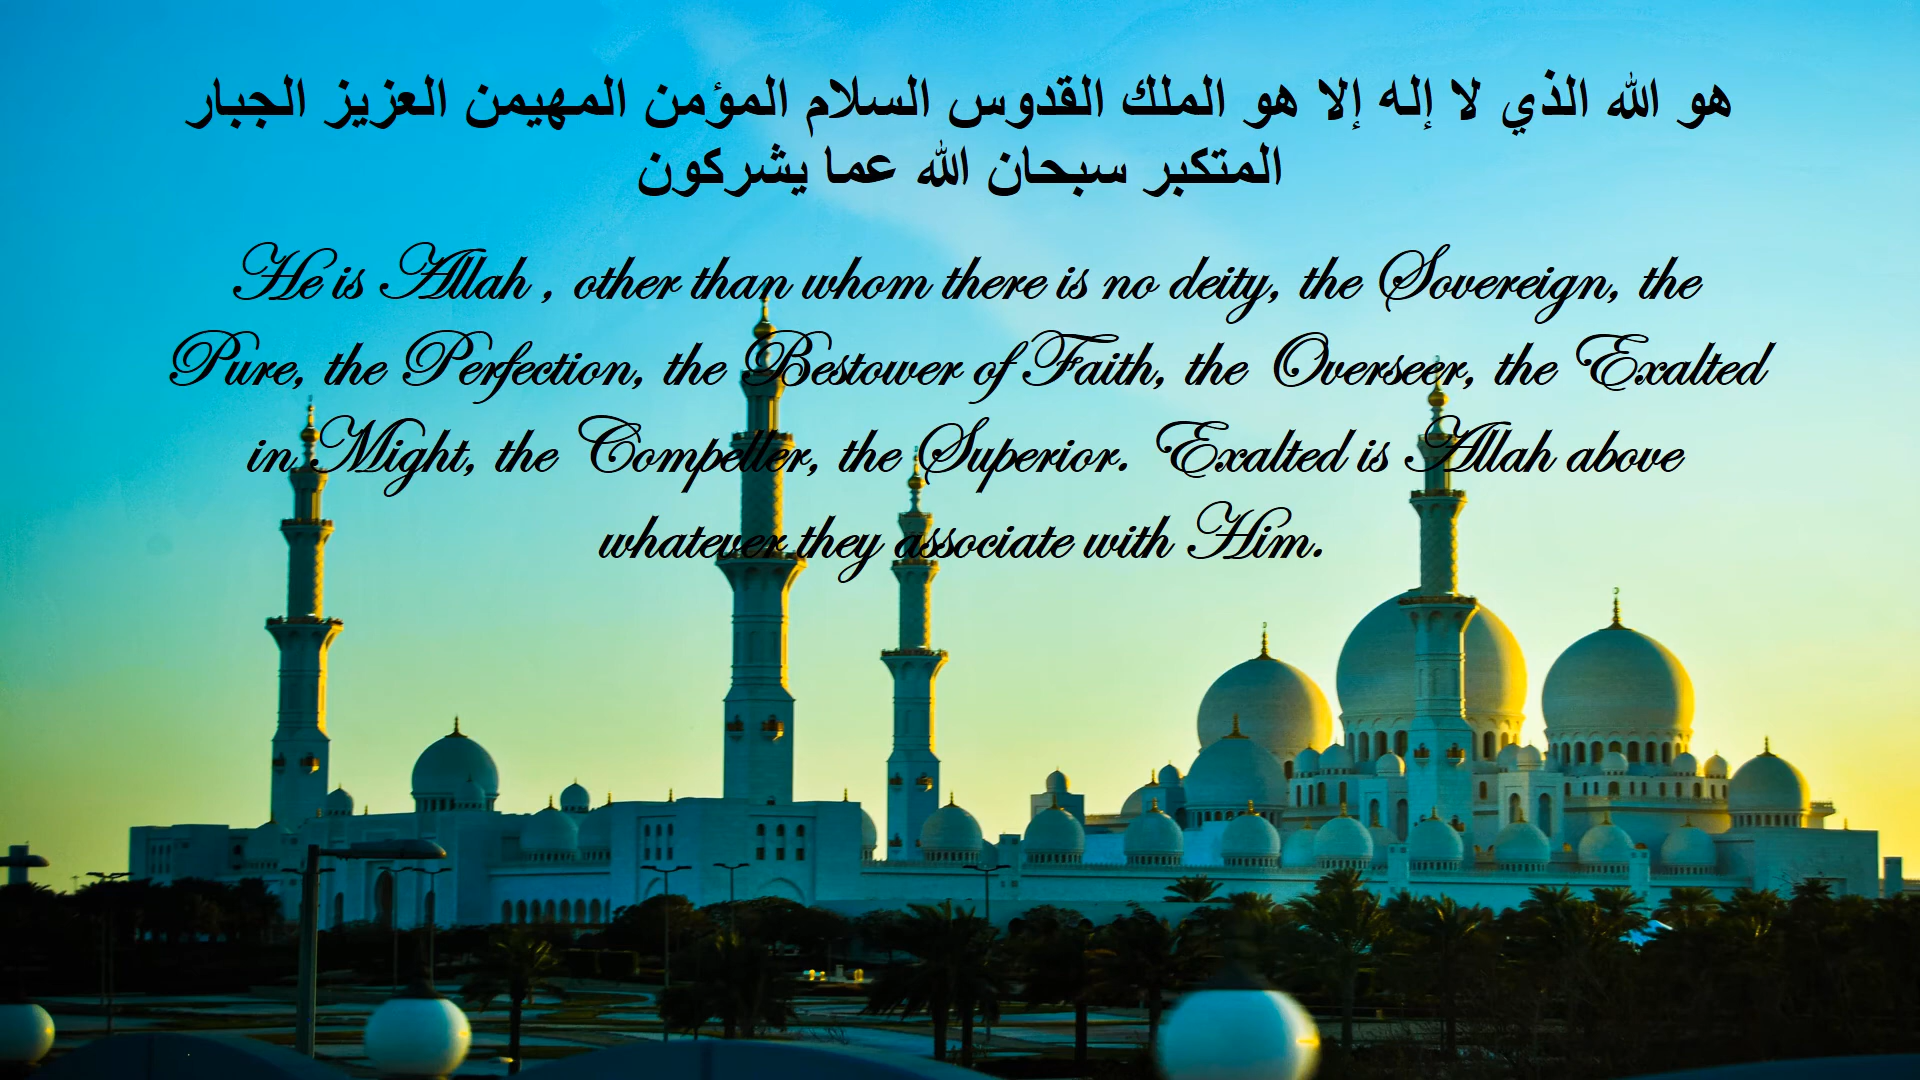 هو الله الذي لا إله إلا هو الملك القدوس السلام المؤمن المهيمن العزيز الجبار
المتكبر سبحان الله عما يشركون
He is Allah , other than whom there is no deity, the Sovereign, the
Pure, the Perfection, the Bestower of Faith, the Overseer, the Exalted
in Might, the Compeller, the Superior. Exalted is Allah above
whatever they associate with Him.